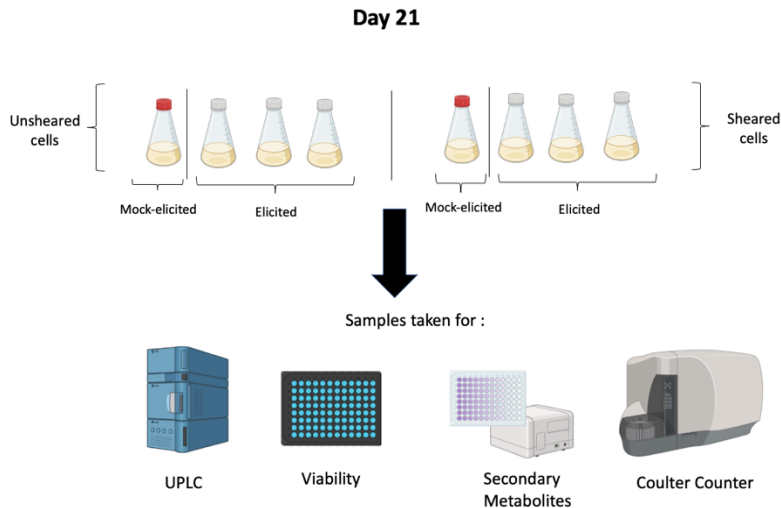 Day 21
Unsheared
cells
Sheared
cells
Mock-elicited
Elicited
Mock-elicited
Elicited
Samples taken for :
UPLC
Viability
Secondary
Metabolites
Coulter Counter